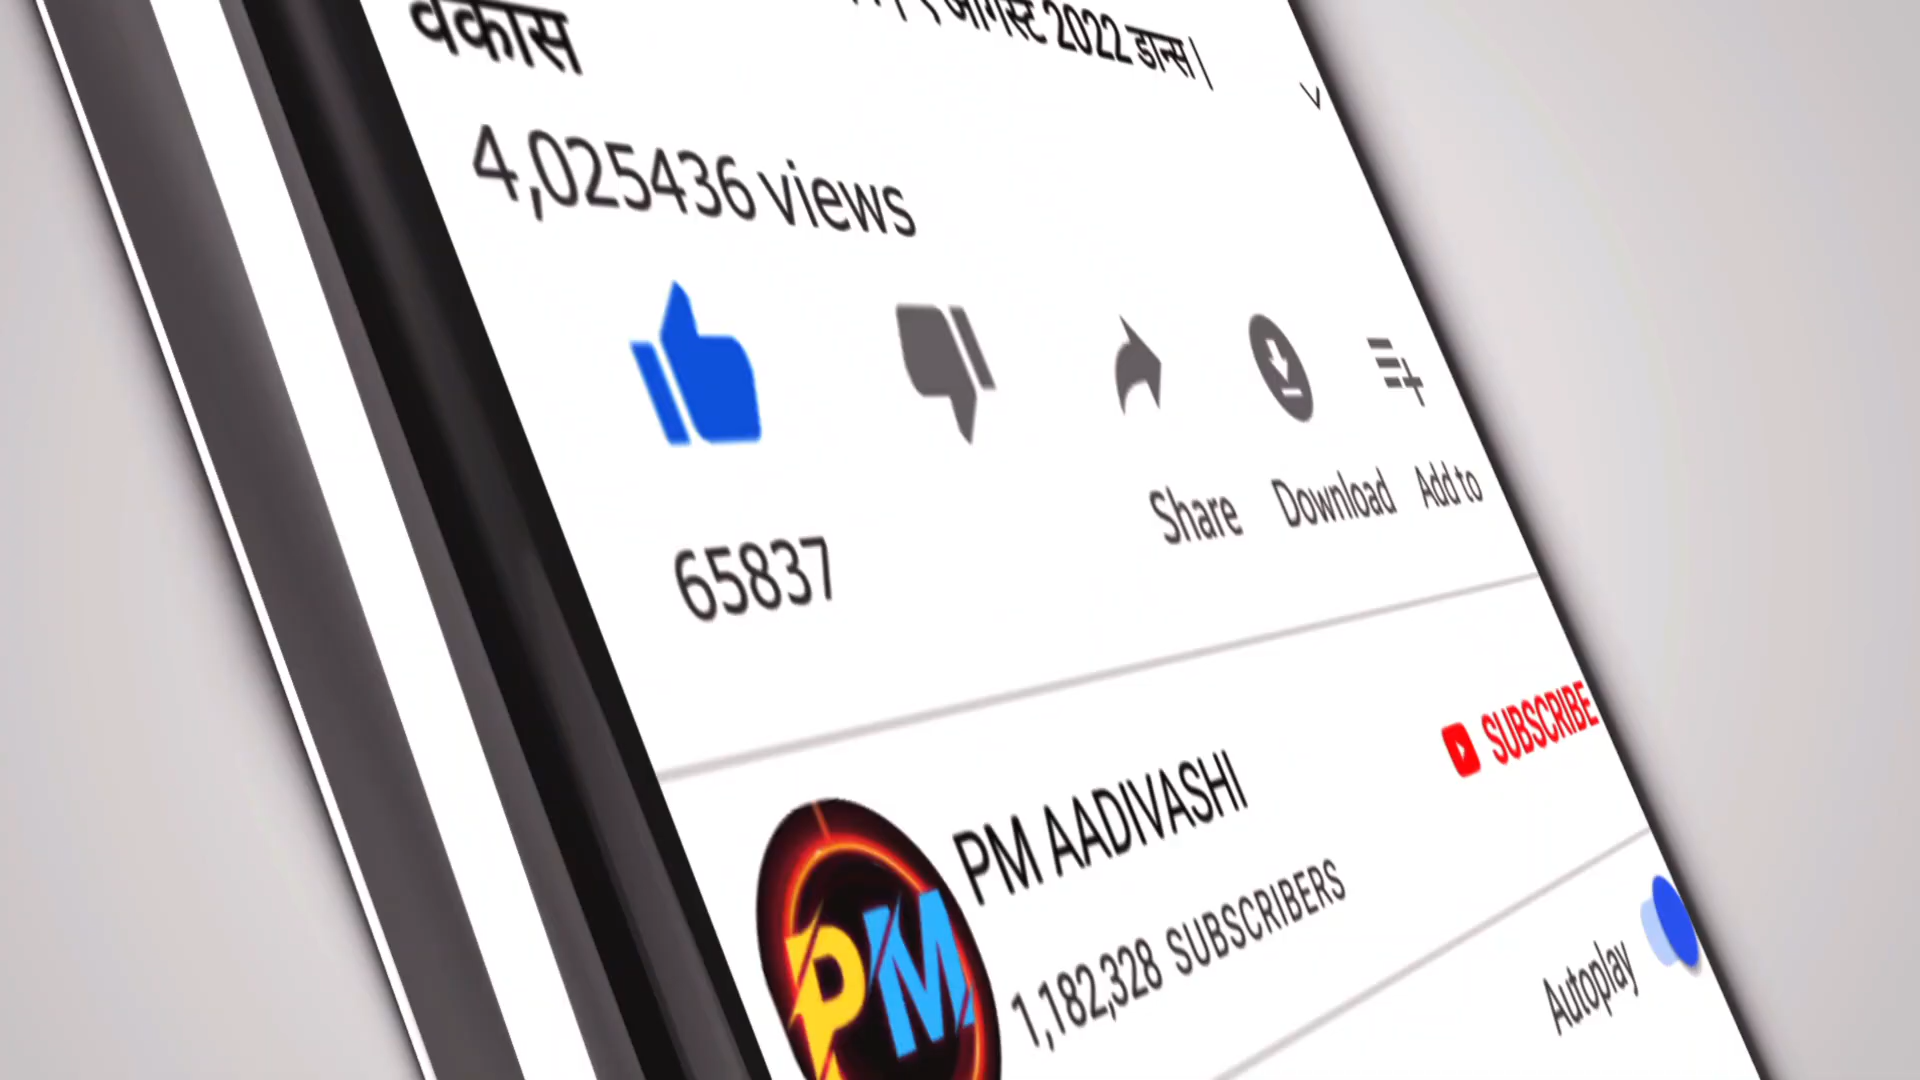 आगस्ट 2022 डान्स |
वकास
4,025436 views
65837
Share
Download
Add to
PM AADIVASHI
SUBSCRIBE
1,182,328 SUBSCRIBERS
PM
Autoplay